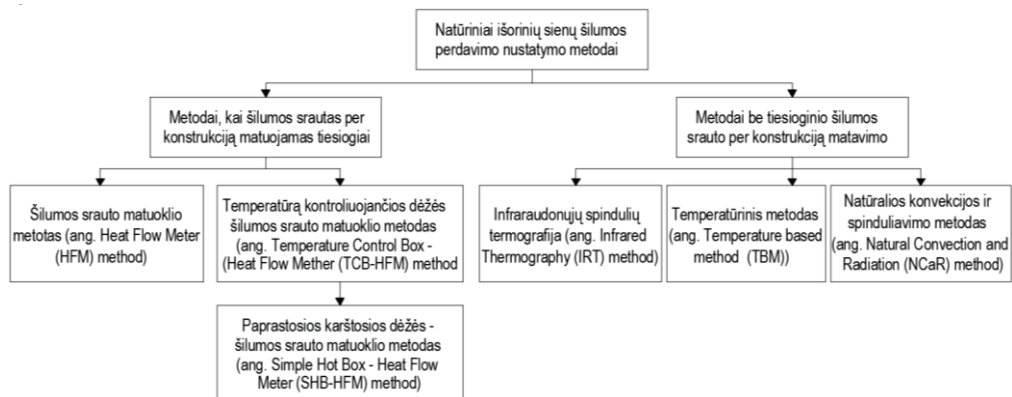 Natūriniai išorinių sienų šilumos
perdavimo nustatymo metodai
Metodai, kai šilumos srautas per
konstrukciją matuojamas tiesiogiai
Metodai be tiesioginio šilumos
srauto per konstrukciją matavimo
Šilumos srauto matuoklio
metotas (ang. Heat Flow Meter
(HFM) method)
Temperatūrą kontroliuojančios dėžės
šilumos srauto matuoklio metodas
(ang. Temperature Control Box -
(Heat Flow Mether (TCB-HFM) method
Infraraudonųjų spindulių
termografija (ang. Infrared
Thermography (IRT) method)
Temperatūrinis metodas
(ang. Temperature based
method (TBM))
Natūralios konvekcijos ir
spinduliavimo metodas
(ang. Natural Convection and
Radiation (NCaR) method)
Paprastosios karštosios dėžės -
šilumos srauto matuoklio metodas
(ang. Simple Hot Box - Heat Flow
Meter (SHB-HFM) method)